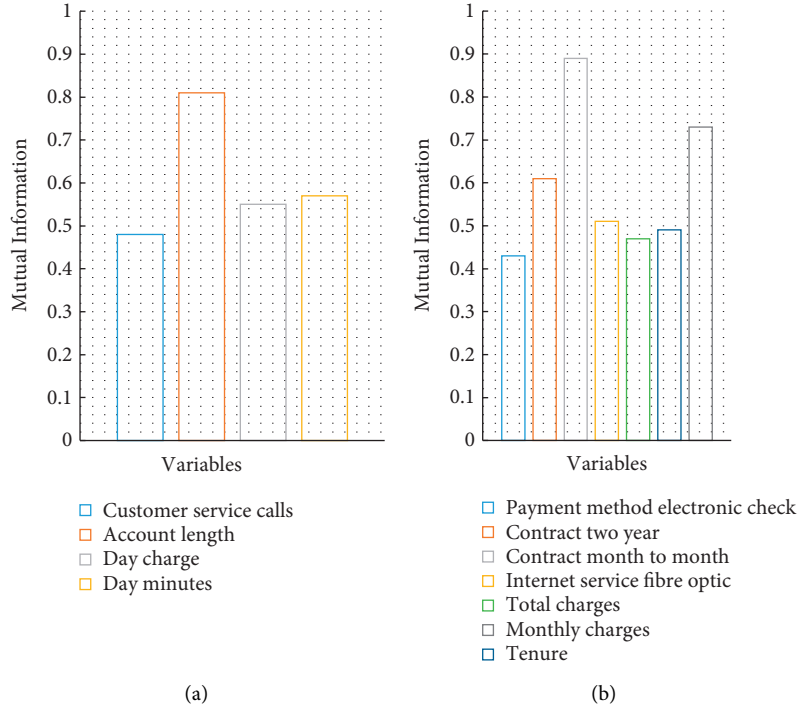 1
0.9
0.8
0.7
0.6
0.5
0.4
0.3
0.2
0.1
0
Mutual Information
Variables
Customer service calls
Account length
Day charge
Day minutes
(a)
1
0.9
0.8
0.7
0.6
0.5
0.4
0.3
0.2
0.1
0
Mutual Information
Variables
Payment method electronic check
Contract two year
Contract month to month
Internet service fibre optic
Total charges
Monthly charges
Tenure
(b)